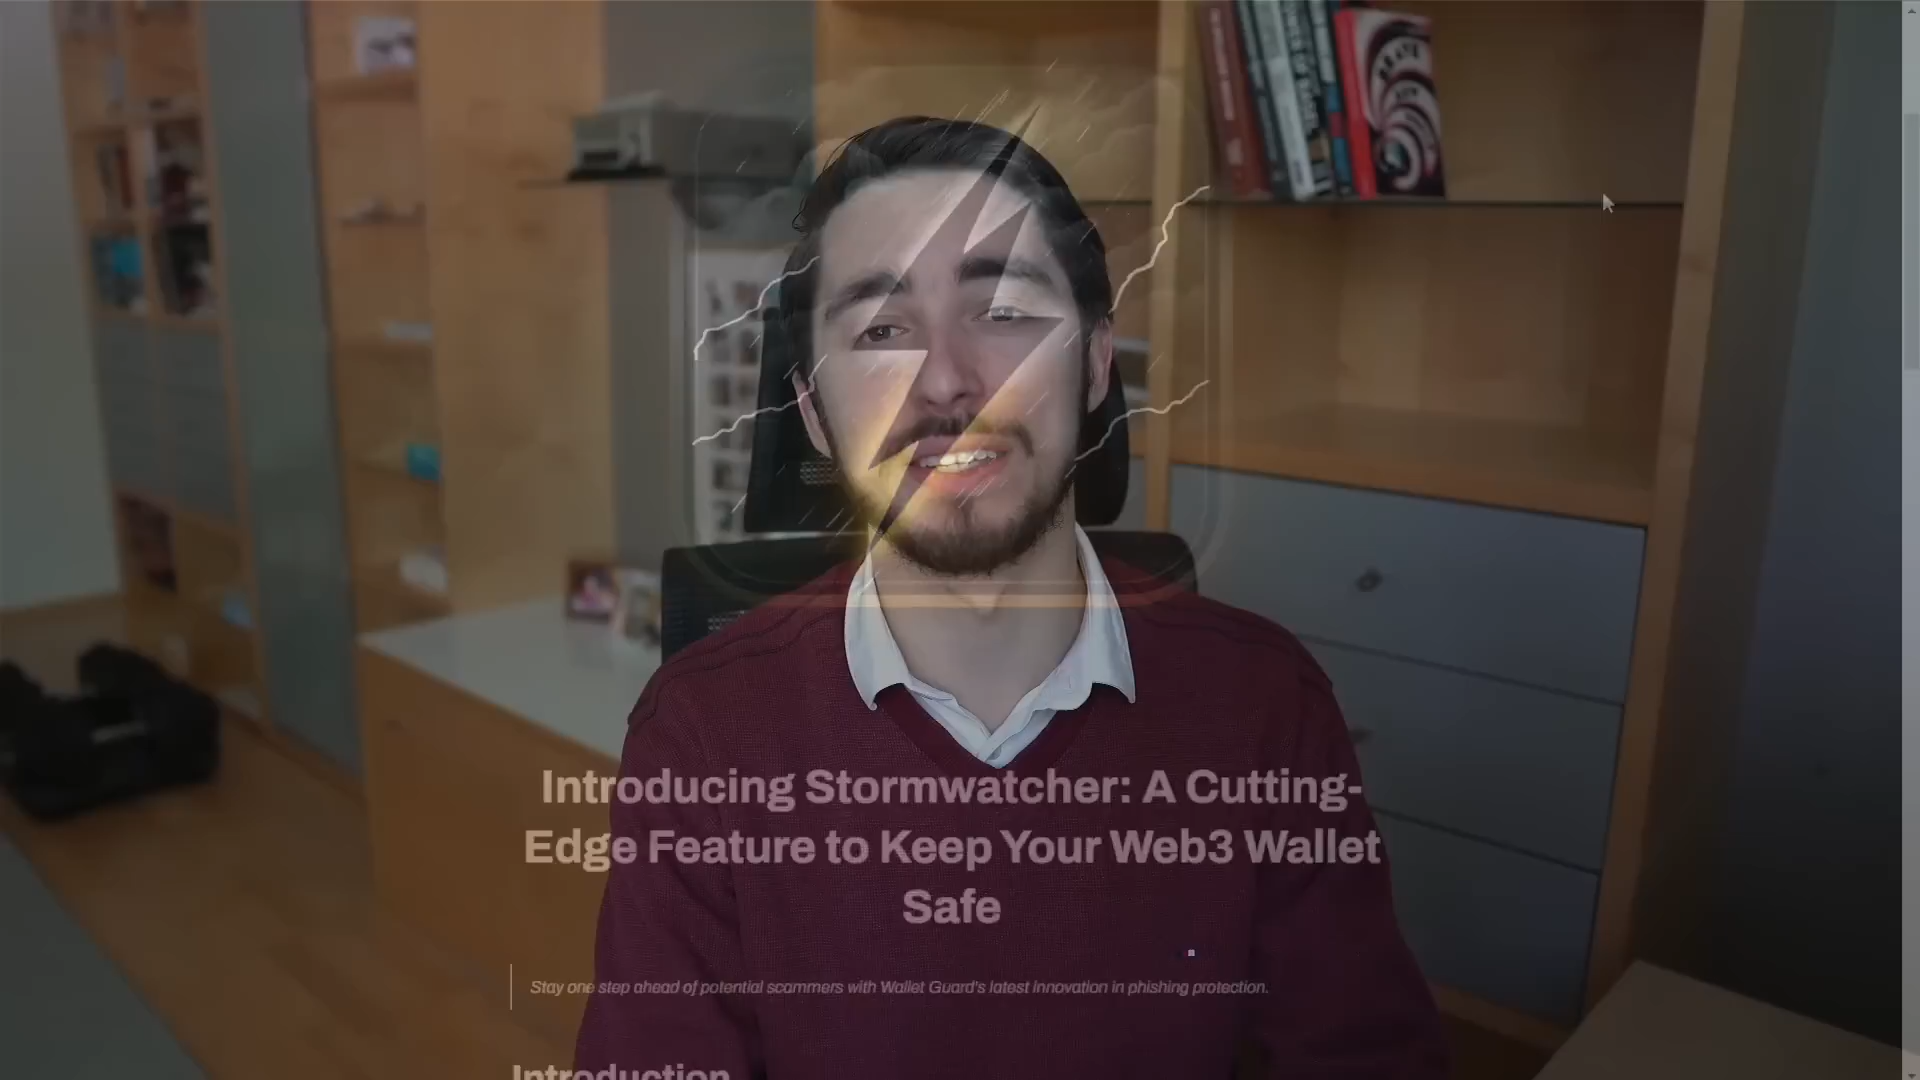 Introducing Stormwatcher: A Cutting-
Edge Feature to Keep Your Web3 Wallet
Safe
Stay one step ahead of potential scammers with Wallet Guard's latest innovation in phishing protection.
Introduction